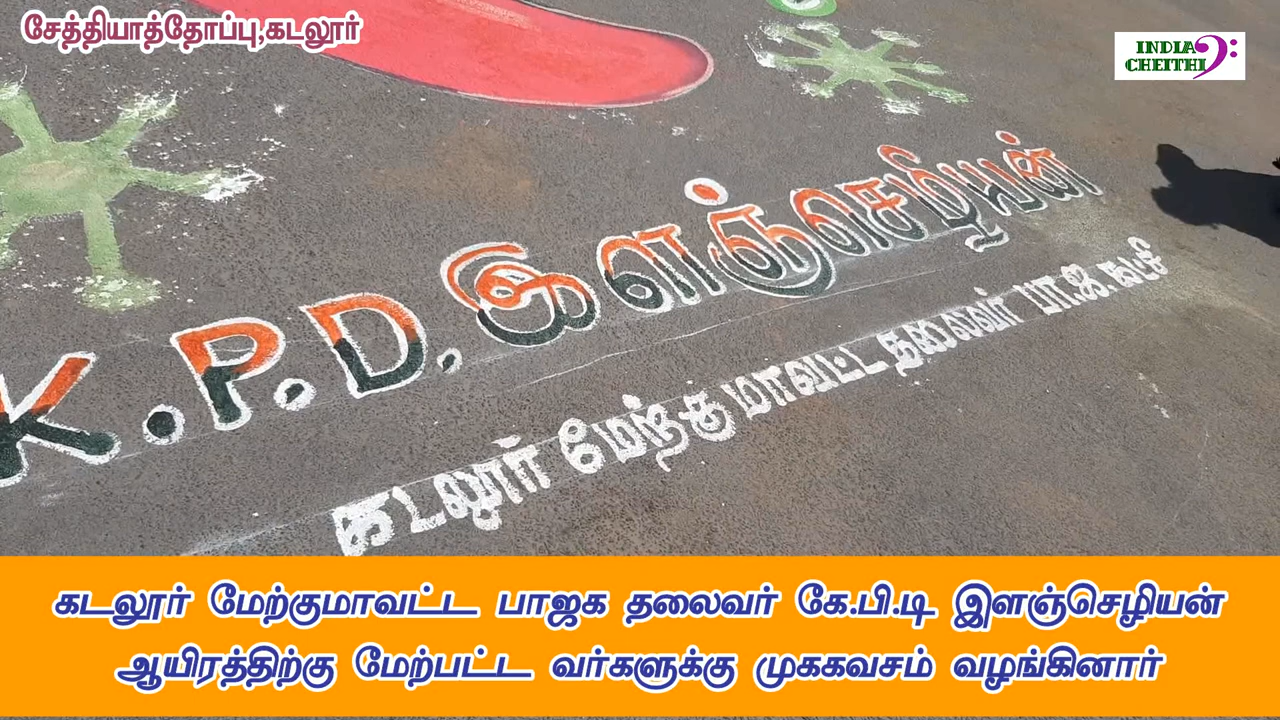 சேத்தியாத்தோப்பு,கடலூர்
INDIA
CHEITHI
K.P.D.இளஞ்செழியன்
கடலூர் மேற்கு மாவட்ட தலைவர் பா.ஜ.கட்சி
கடலூர் மேற்குமாவட்ட பாஜக தலைவர் கே.பி.டி இளஞ்செழியன்
ஆயிரத்திற்கு மேற்பட்ட வர்களுக்கு முககவசம் வழங்கினார்